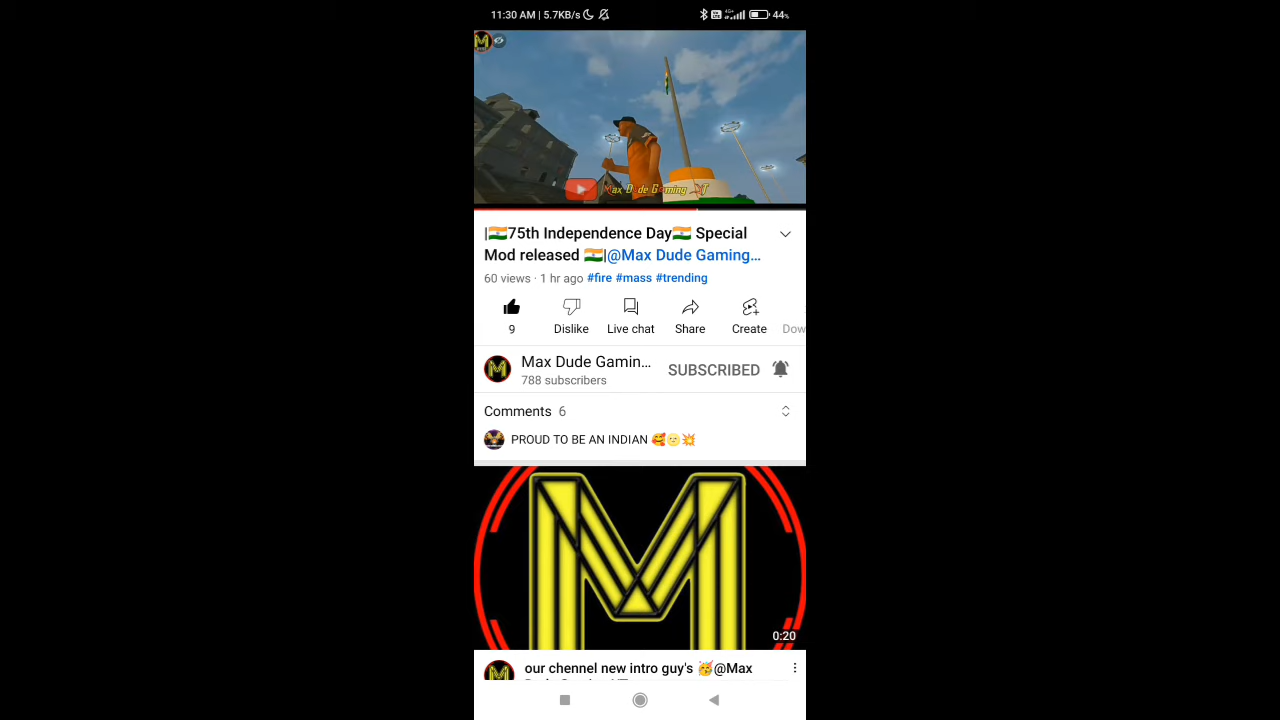 11:30 AM | 5.7KB/s
44%
M
Max Dude Gaming YT
|🇮🇳75th Independence Day🇮🇳 Special
Mod released 🇮🇳|@Max Dude Gaming…
60 views · 1 hr ago #fire #mass #trending
9 Dislike Live chat Share Create Dow
Max Dude Gamin… SUBSCRIBED
788 subscribers
Comments 6
PROUD TO BE AN INDIAN 🥰🌝💥
M
0:20
our chennel new intro guy's 🥳@Max